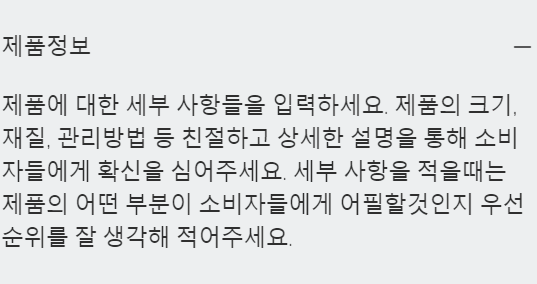 제품정보
제품에 대한 세부 사항들을 입력하세요. 제품의 크기,
재질, 관리방법 등 친절하고 상세한 설명을 통해 소비
자들에게 확신을 심어주세요. 세부 사항을 적을때는
제품의 어떤 부분이 소비자들에게 어필할것인지 우선
순위를 잘 생각해 적어주세요.